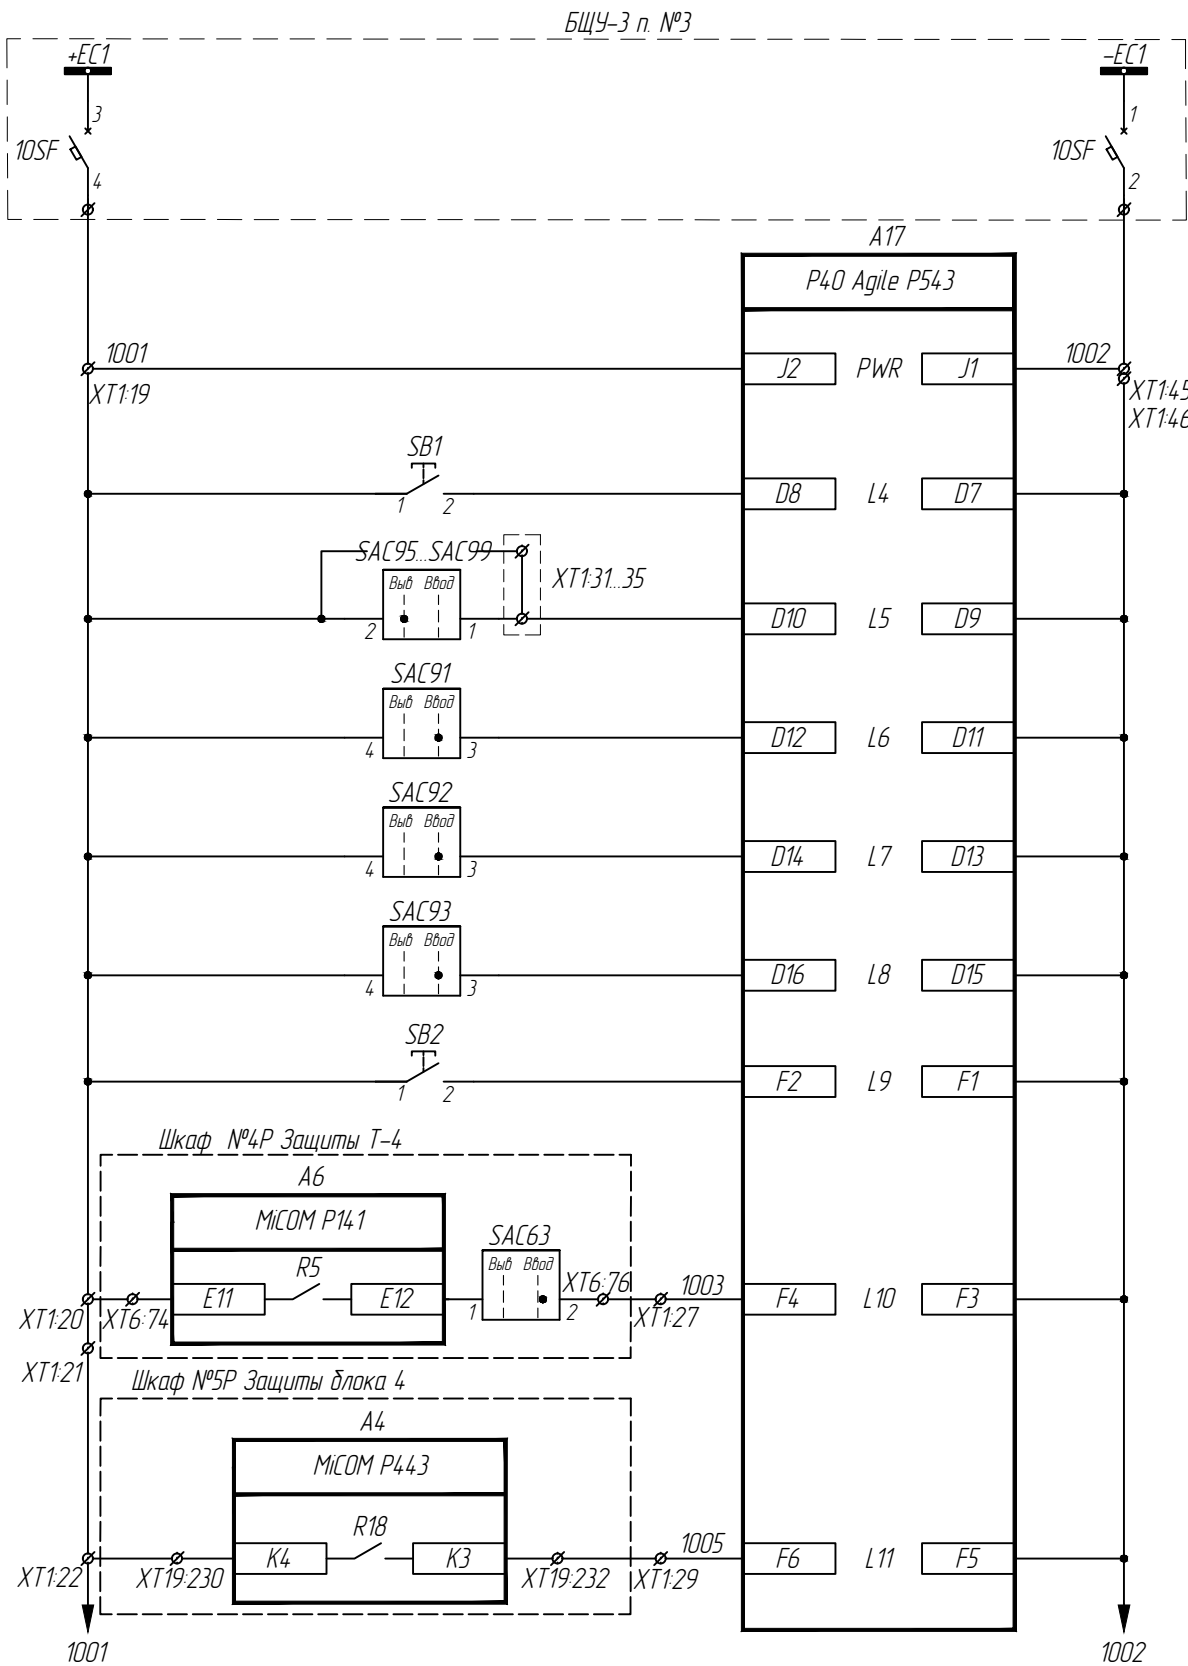 БЩУ-3 п. №3
+EC1
-EC1
3
1
10SF
10SF
4
2
A17
P40 Agile P543
1001
J2 PWR J1
1002
XT1:19
XT1:45
XT1:46
SB1
1 2
D8 L4 D7
SAC95...SAC99
Выв Ввод
XT1:31...35
2 1
D10 L5 D9
SAC91
Выв Ввод
4 3
D12 L6 D11
SAC92
Выв Ввод
4 3
D14 L7 D13
SAC93
Выв Ввод
4 3
D16 L8 D15
SB2
1 2
F2 L9 F1
Шкаф №4Р Защиты Т-4
A6
MiCOM P141
SAC63
Выв Ввод
R5
E11 E12
1 2
XT6:76
1003
F4 L10 F3
XT1:20
XT6:74
XT1:27
XT1:21
Шкаф №5Р Защиты блока 4
A4
MiCOM P443
R18
K4 K3
1005
F6 L11 F5
XT1:22
XT19:230
XT19:232
XT1:29
1001
1002